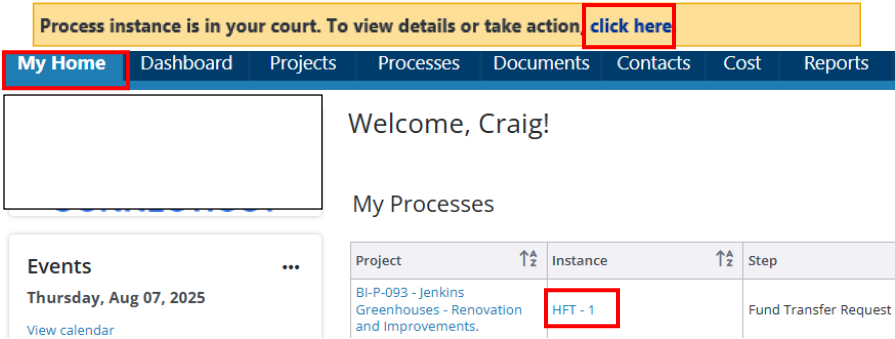 Process instance is in your court. To view details or take action, click here.
My Home Dashboard Projects Processes Documents Contacts Cost Reports
Welcome, Craig!
My Processes
Events ...
Thursday, Aug 07, 2025
View calendar
Project Instance Step
BI-P-093 - Jenkins
Greenhouses - Renovation
and Improvements.
HFT - 1
Fund Transfer Request